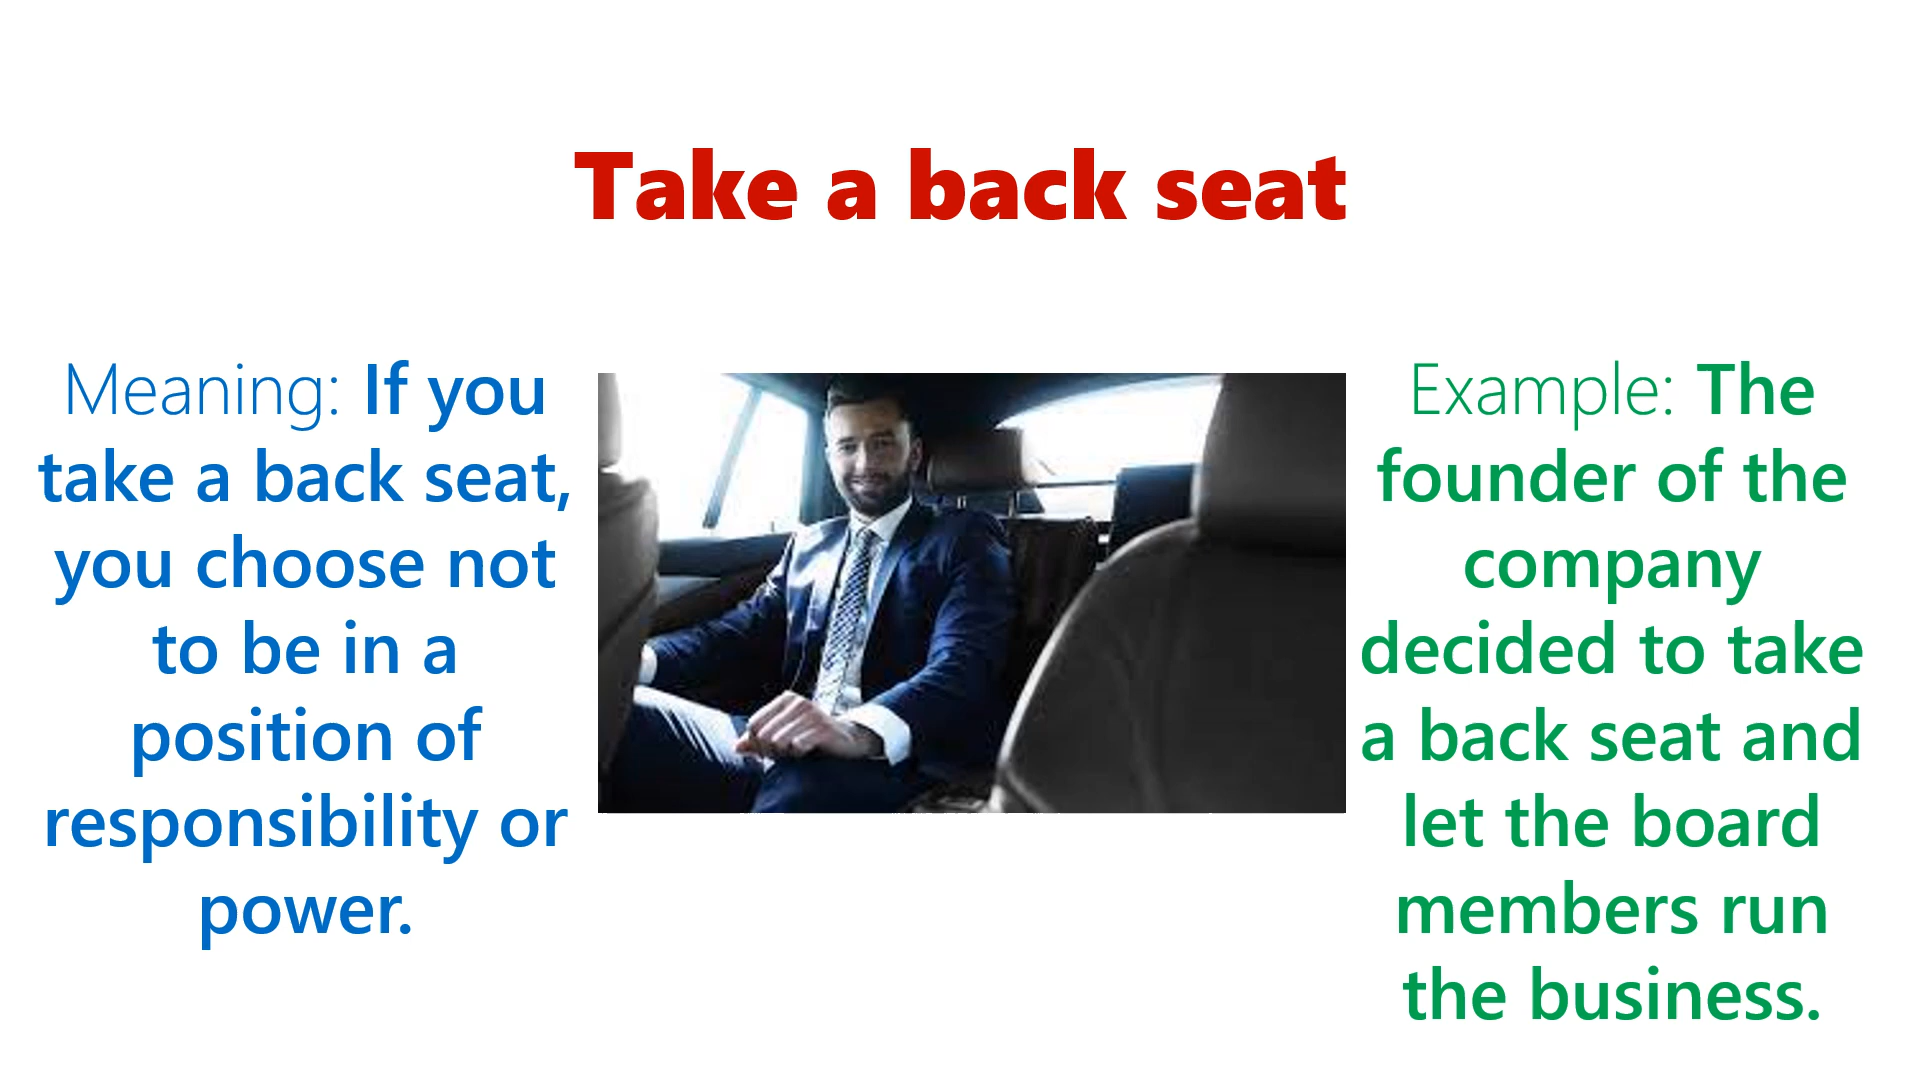 Take a back seat
Meaning: If you
take a back seat,
you choose not
to be in a
position of
responsibility or
power.
Example: The
founder of the
company
decided to take
a back seat and
let the board
members run
the business.